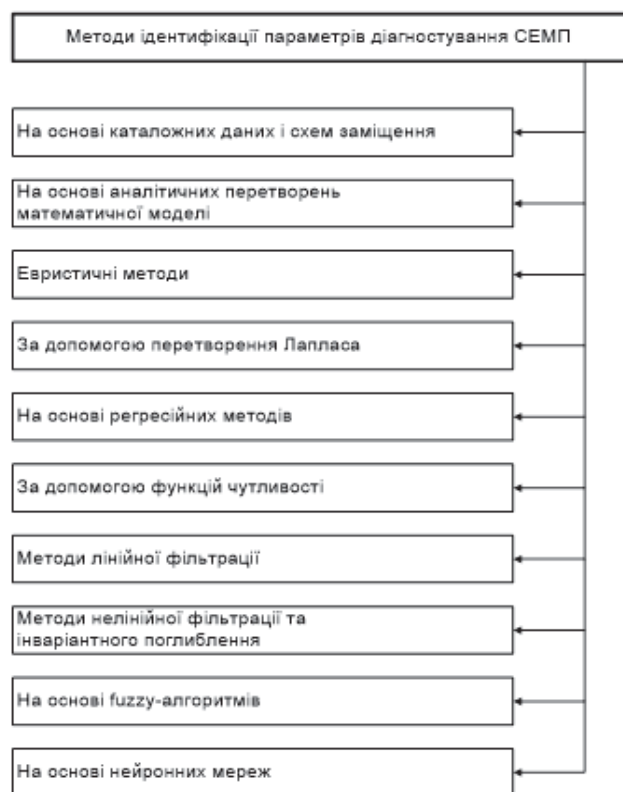 Методи ідентифікації параметрів діагностування СЕМП
На основі каталожних даних і схем заміщення
На основі аналітичних перетворень
математичної моделі
Евристичні методи
За допомогою перетворення Лапласа
На основі регресійних методів
За допомогою функцій чутливості
Методи лінійної фільтрації
Методи нелінійної фільтрації та
інваріантного поглиблення
На основі fuzzy-алгоритмів
На основі нейронних мереж